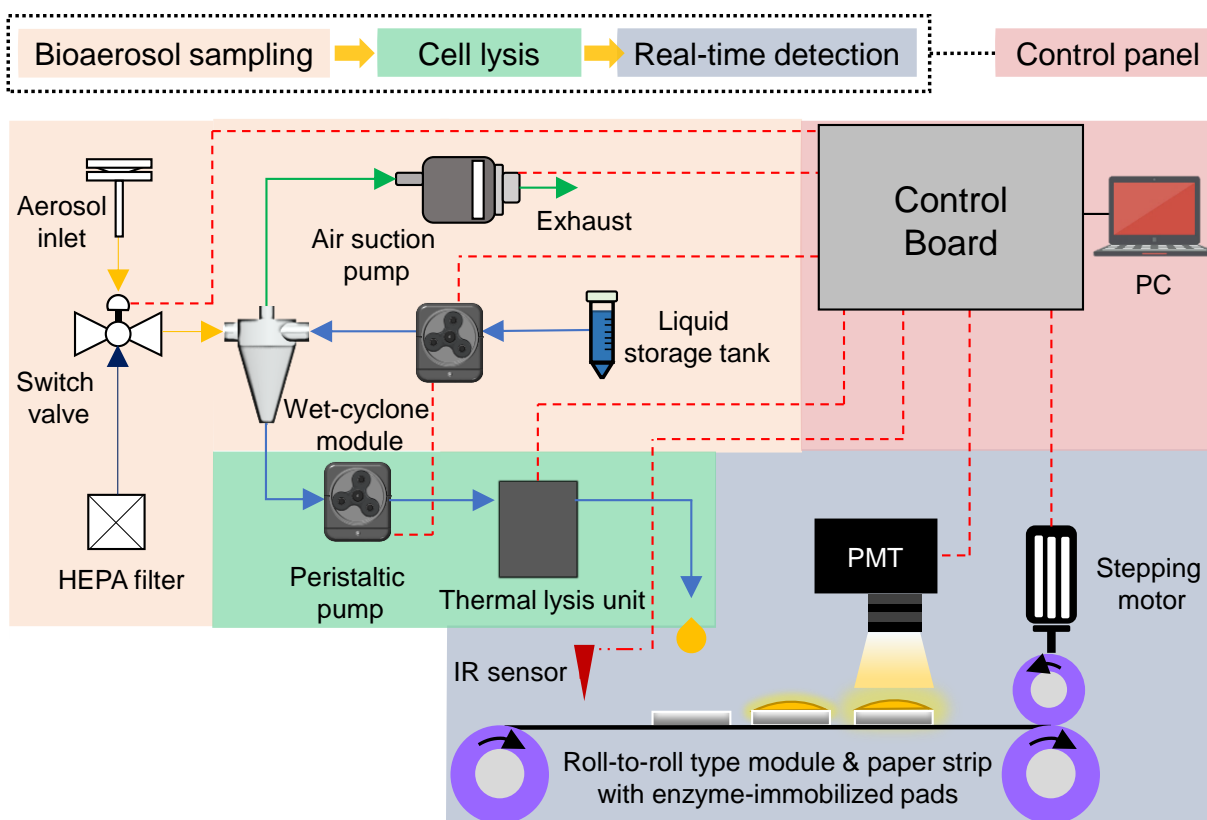 Bioaerosol sampling
Cell lysis
Real-time detection
Control panel
Aerosol
inlet
Air suction
pump
Exhaust
Control
Board
PC
Switch
valve
Liquid
storage tank
Wet-cyclone
module
HEPA filter
Peristaltic
pump
Thermal lysis unit
PMT
Stepping
motor
IR sensor
Roll-to-roll type module & paper strip
with enzyme-immobilized pads